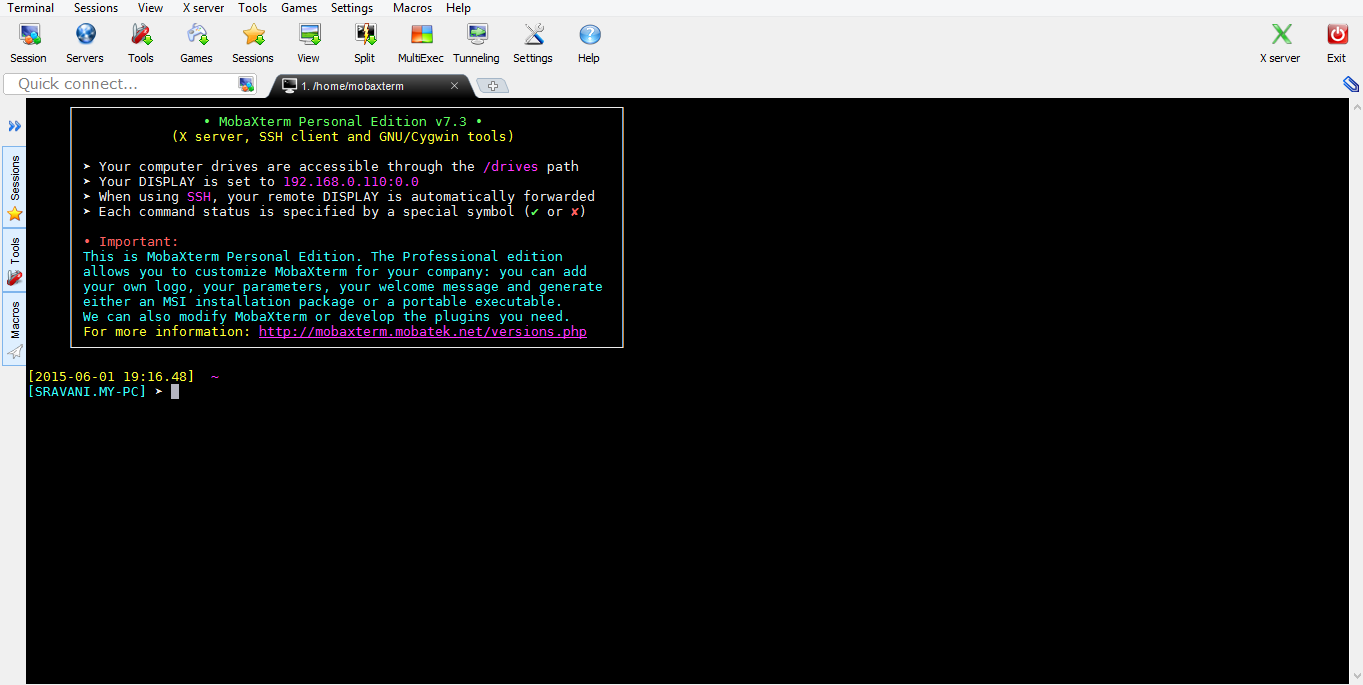 Terminal Sessions View X server Tools Games Settings Macros Help
Session Servers Tools Games Sessions View Split MultiExec Tunneling Settings Help X server Exit
Quick connect... 1. /home/mobaxterm
• MobaXterm Personal Edition v7.3 •
(X server, SSH client and GNU/Cygwin tools)
➤ Your computer drives are accessible through the /drives path
➤ Your DISPLAY is set to 192.168.0.110:0.0
➤ When using SSH, your remote DISPLAY is automatically forwarded
➤ Each command status is specified by a special symbol (✔ or ✘)
• Important:
This is MobaXterm Personal Edition. The Professional edition
allows you to customize MobaXterm for your company: you can add
your own logo, your parameters, your welcome message and generate
either an MSI installation package or a portable executable.
We can also modify MobaXterm or develop the plugins you need.
For more information: http://mobaxterm.mobatek.net/versions.php
[2015-06-01 19:16.48] ~
[SRAVANI.MY-PC] ➤
Sessions
Tools
Macros